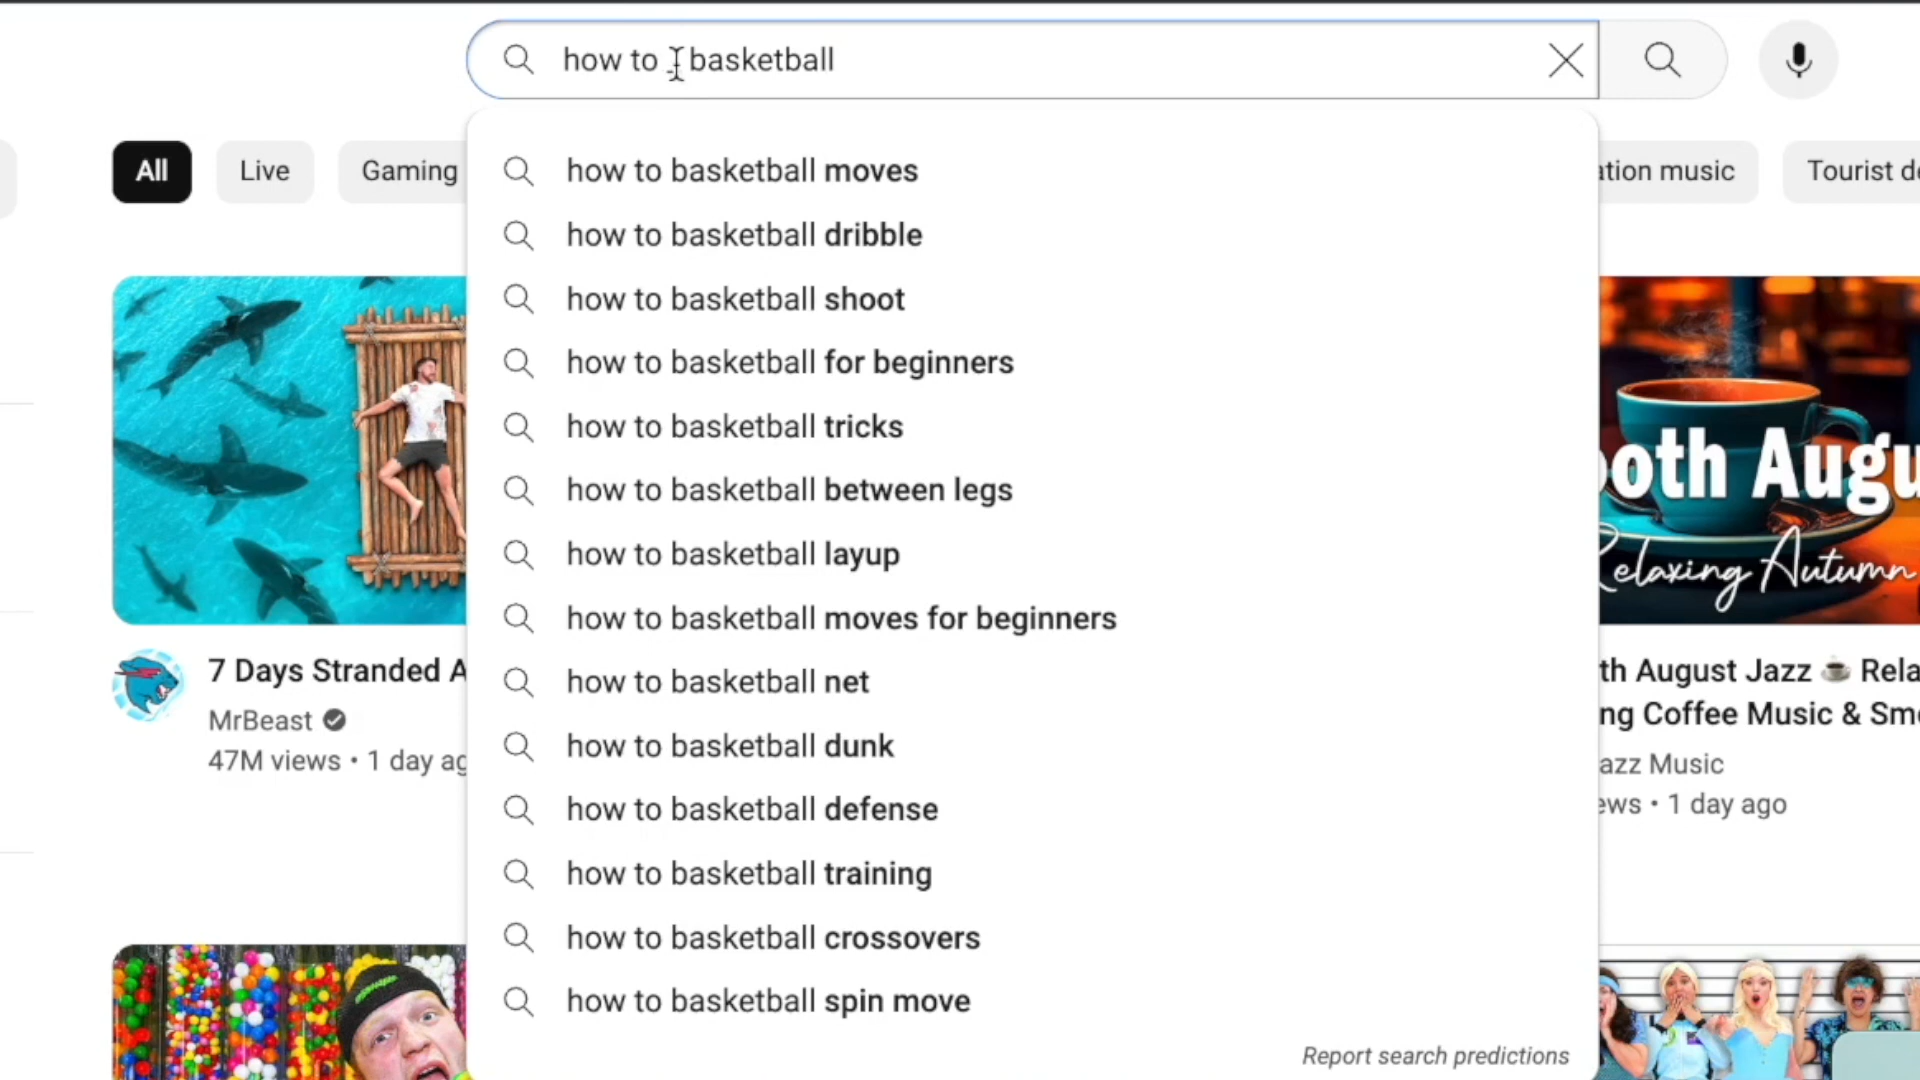 how to basketball
All
Live
Gaming
ation music
Tourist de
how to basketball moves
how to basketball dribble
how to basketball shoot
how to basketball for beginners
how to basketball tricks
how to basketball between legs
how to basketball layup
how to basketball moves for beginners
how to basketball net
how to basketball dunk
how to basketball defense
how to basketball training
how to basketball crossovers
how to basketball spin move
Report search predictions
7 Days Stranded A
MrBeast
47M views • 1 day ag
ooth Augu
Relaxing Autumn
th August Jazz ☕ Rela
ng Coffee Music & Smo
azz Music
ews • 1 day ago